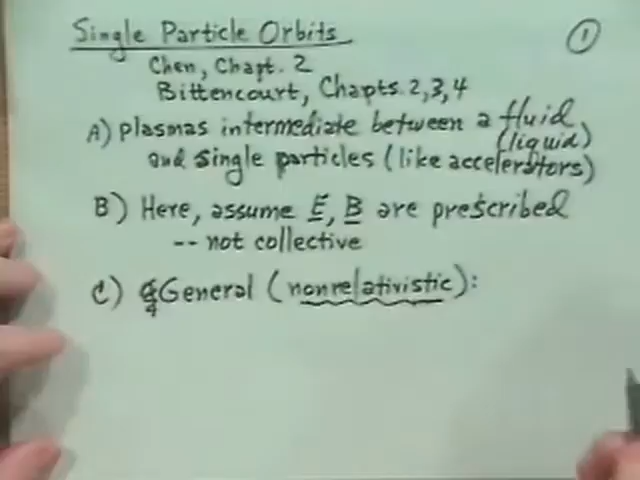 Single Particle Orbits
①
Chen, Chapt. 2
Bittencourt, Chapts. 2, 3, 4
A) Plasmas intermediate between a fluid
(liquid)
and single particles (like accelerators)
B) Here, assume E, B are prescribed
-- not collective
C) General (nonrelativistic):